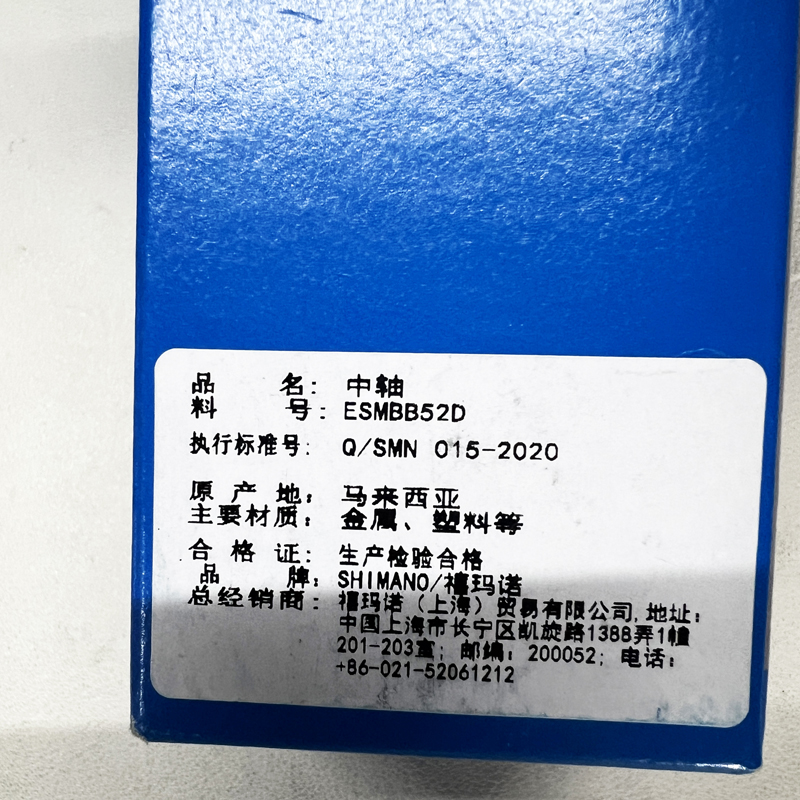 品 名: 中轴
料 号: ESMBB52D
执行标准号: Q/SMN 015-2020
原 产 地: 马来西亚
主要材质: 金属、塑料等
合 格 证: 生产检验合格
品 牌: SHIMANO/禧玛诺
总经销商: 禧玛诺（上海）贸易有限公司,地址:
中国上海市长宁区凯旋路1388弄1幢
201-203室; 邮编: 200052; 电话:
+86-021-52061212